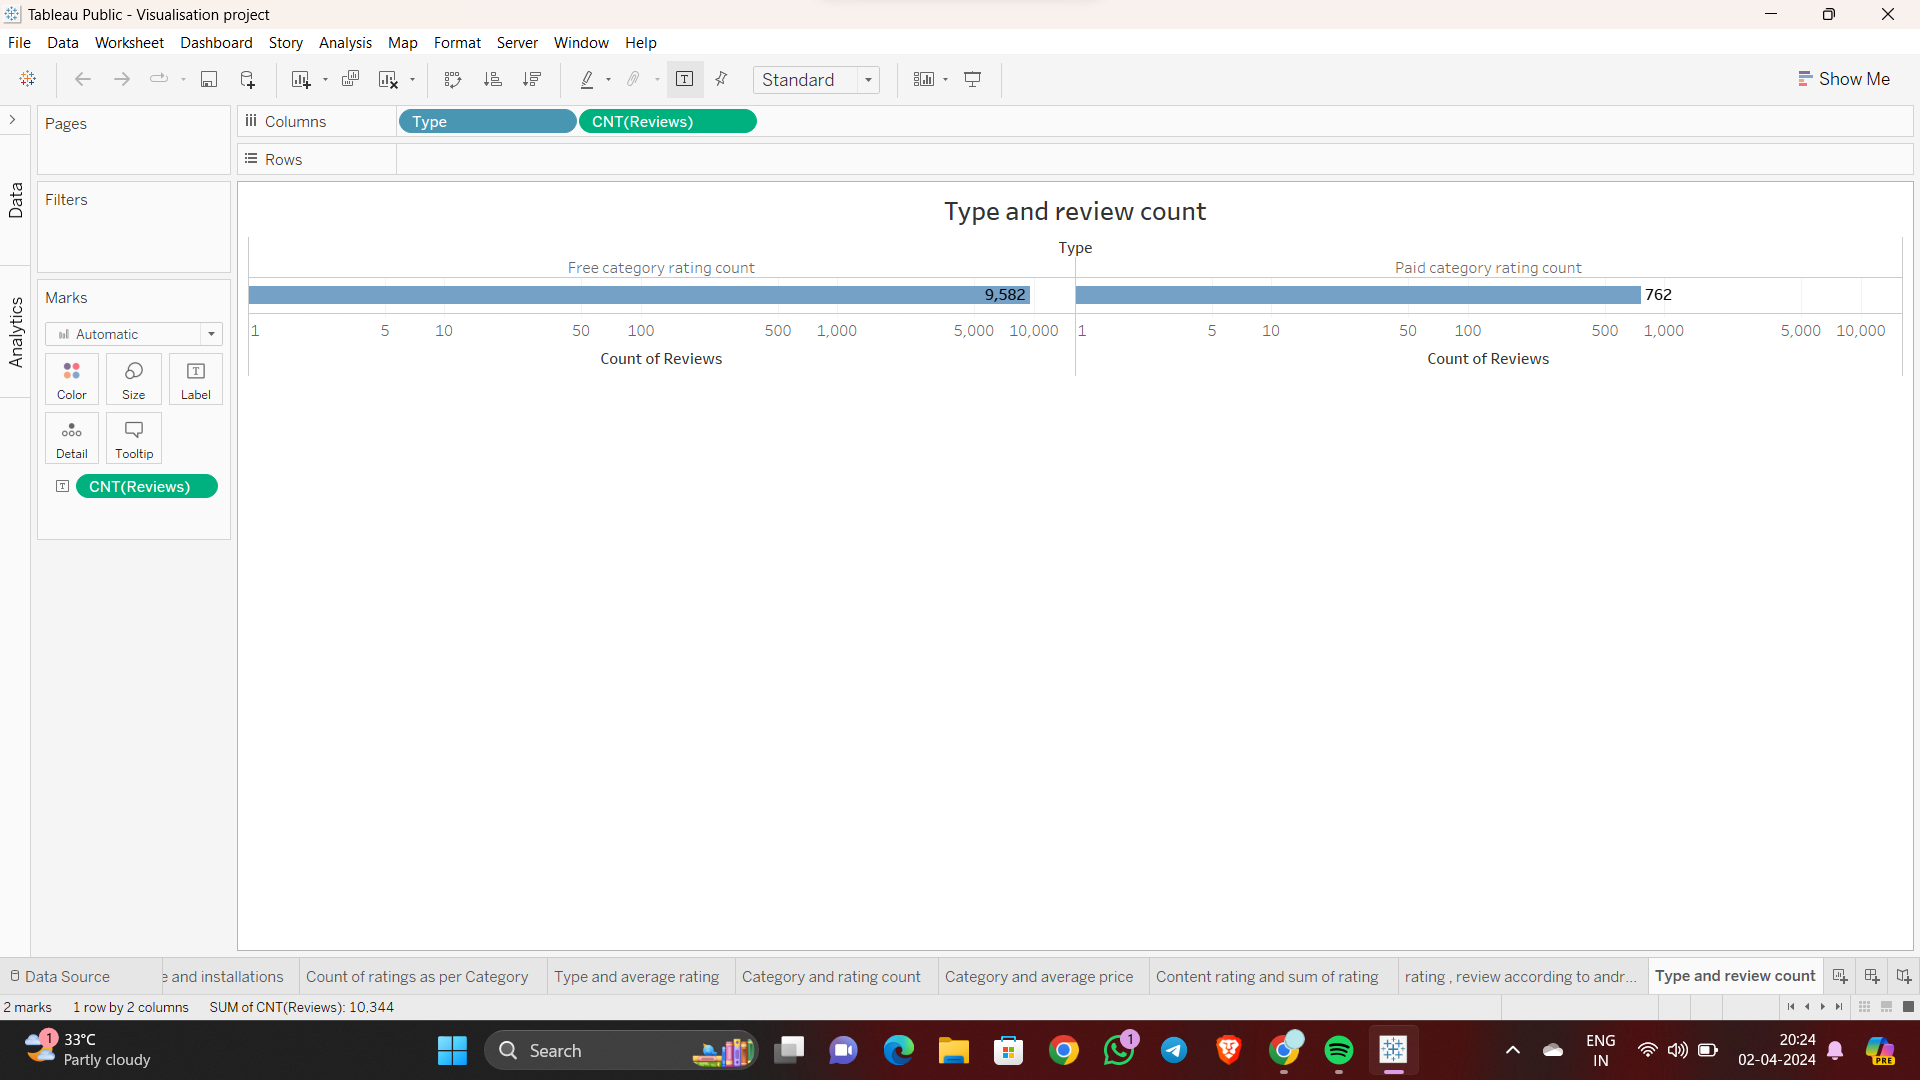 Tableau Public - Visualisation project
File Data Worksheet Dashboard Story Analysis Map Format Server Window Help
Standard
Show Me
Pages
Columns
Type
CNT(Reviews)
Rows
Data
Analytics
Filters
Marks
Automatic
Color
Size
Label
Detail
Tooltip
CNT(Reviews)
Type and review count
Type
Free category rating count
Paid category rating count
9,582
762
1 5 10 50 100 500 1,000 5,000 10,000
1 5 10 50 100 500 1,000 5,000 10,000
Count of Reviews
Count of Reviews
Data Source
e and installations
Count of ratings as per Category
Type and average rating
Category and rating count
Category and average price
Content rating and sum of rating
rating , review according to andr...
Type and review count
2 marks 1 row by 2 columns SUM of CNT(Reviews): 10,344
1
33°C
Partly cloudy
Search
1
ENG
IN
20:24
02-04-2024
PRE